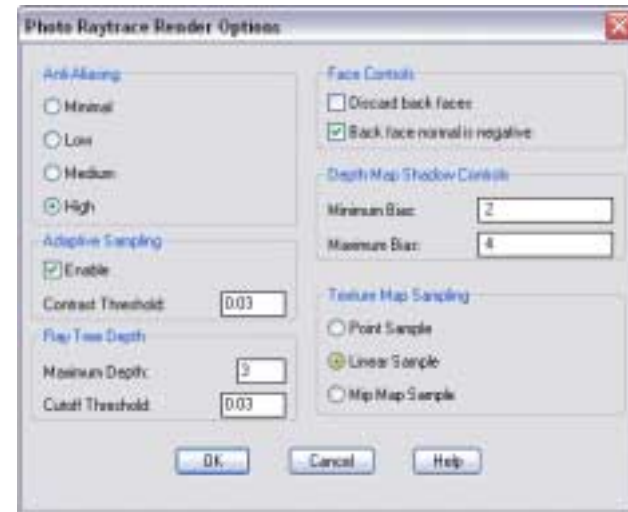 Photo Raytrace Render Options
Anti-Aliasing
Minimal
Low
Medium
High
Adaptive Sampling
Enable
Contrast Threshold: 0.03
Ray Tree Depth
Maximum Depth: 3
Cutoff Threshold: 0.03
Face Controls
Discard back faces
Back face normal is negative
Depth Map Shadow Controls
Minimum Bias: 2
Maximum Bias: 4
Texture Map Sampling
Point Sample
Linear Sample
Mip Map Sample
OK
Cancel
Help